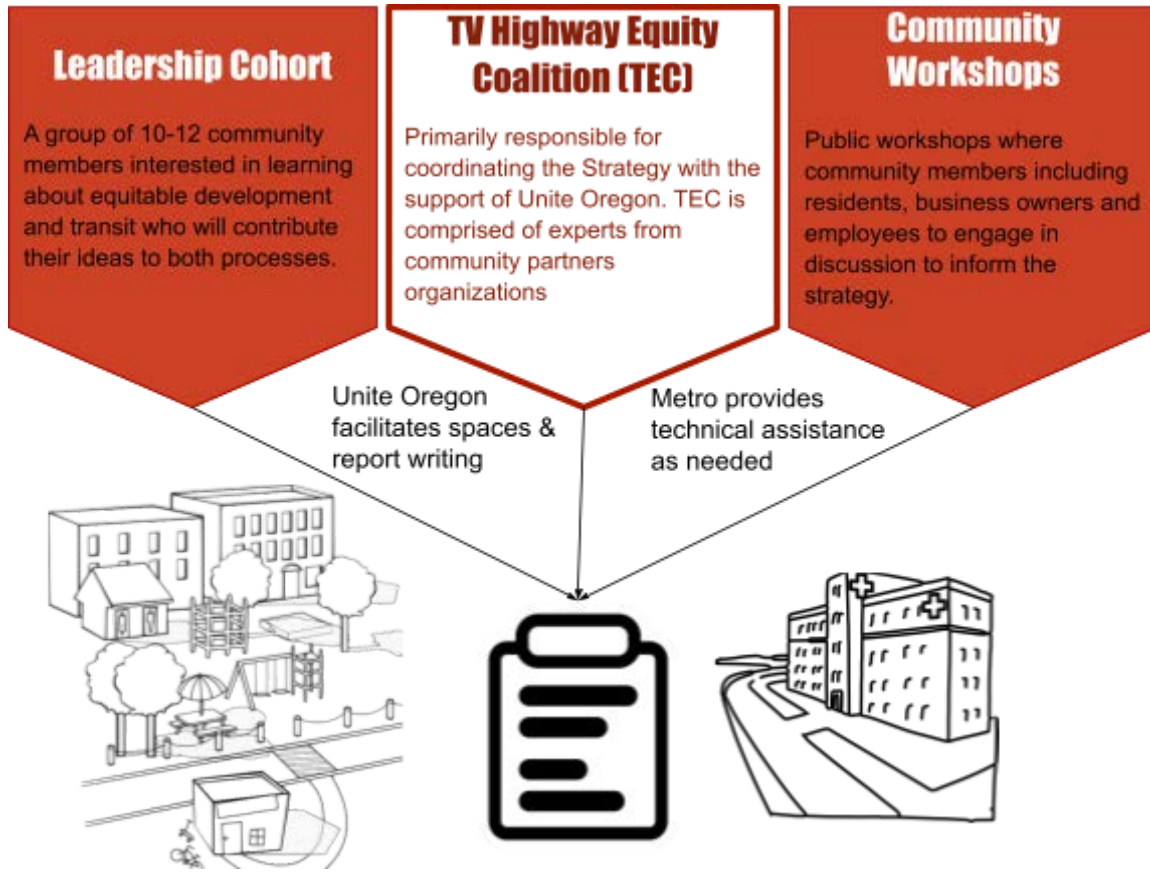 Leadership Cohort
A group of 10-12 community
members interested in learning
about equitable development
and transit who will contribute
their ideas to both processes.
TV Highway Equity
Coalition (TEC)
Primarily responsible for
coordinating the Strategy with the
support of Unite Oregon. TEC is
comprised of experts from
community partners
organizations
Community
Workshops
Public workshops where
community members including
residents, business owners and
employees to engage in
discussion to inform the
strategy.
Unite Oregon
facilitates spaces &
report writing
Metro provides
technical assistance
as needed